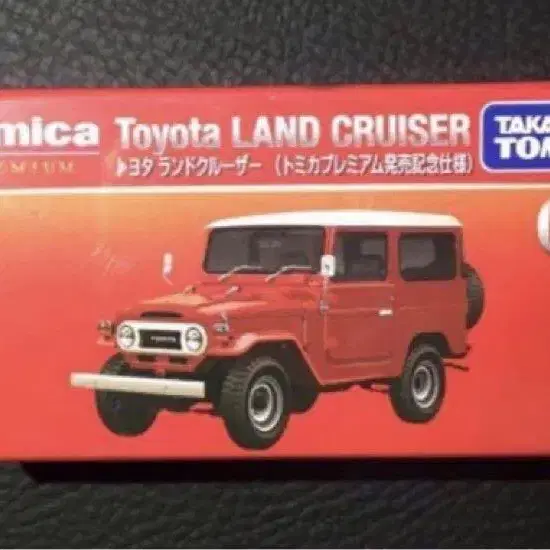 mica
Toyota LAND CRUISER
トヨタ ランドクルーザー (トミカプレミアム発売記念仕様)
TAKA
TOM
TOYOTA